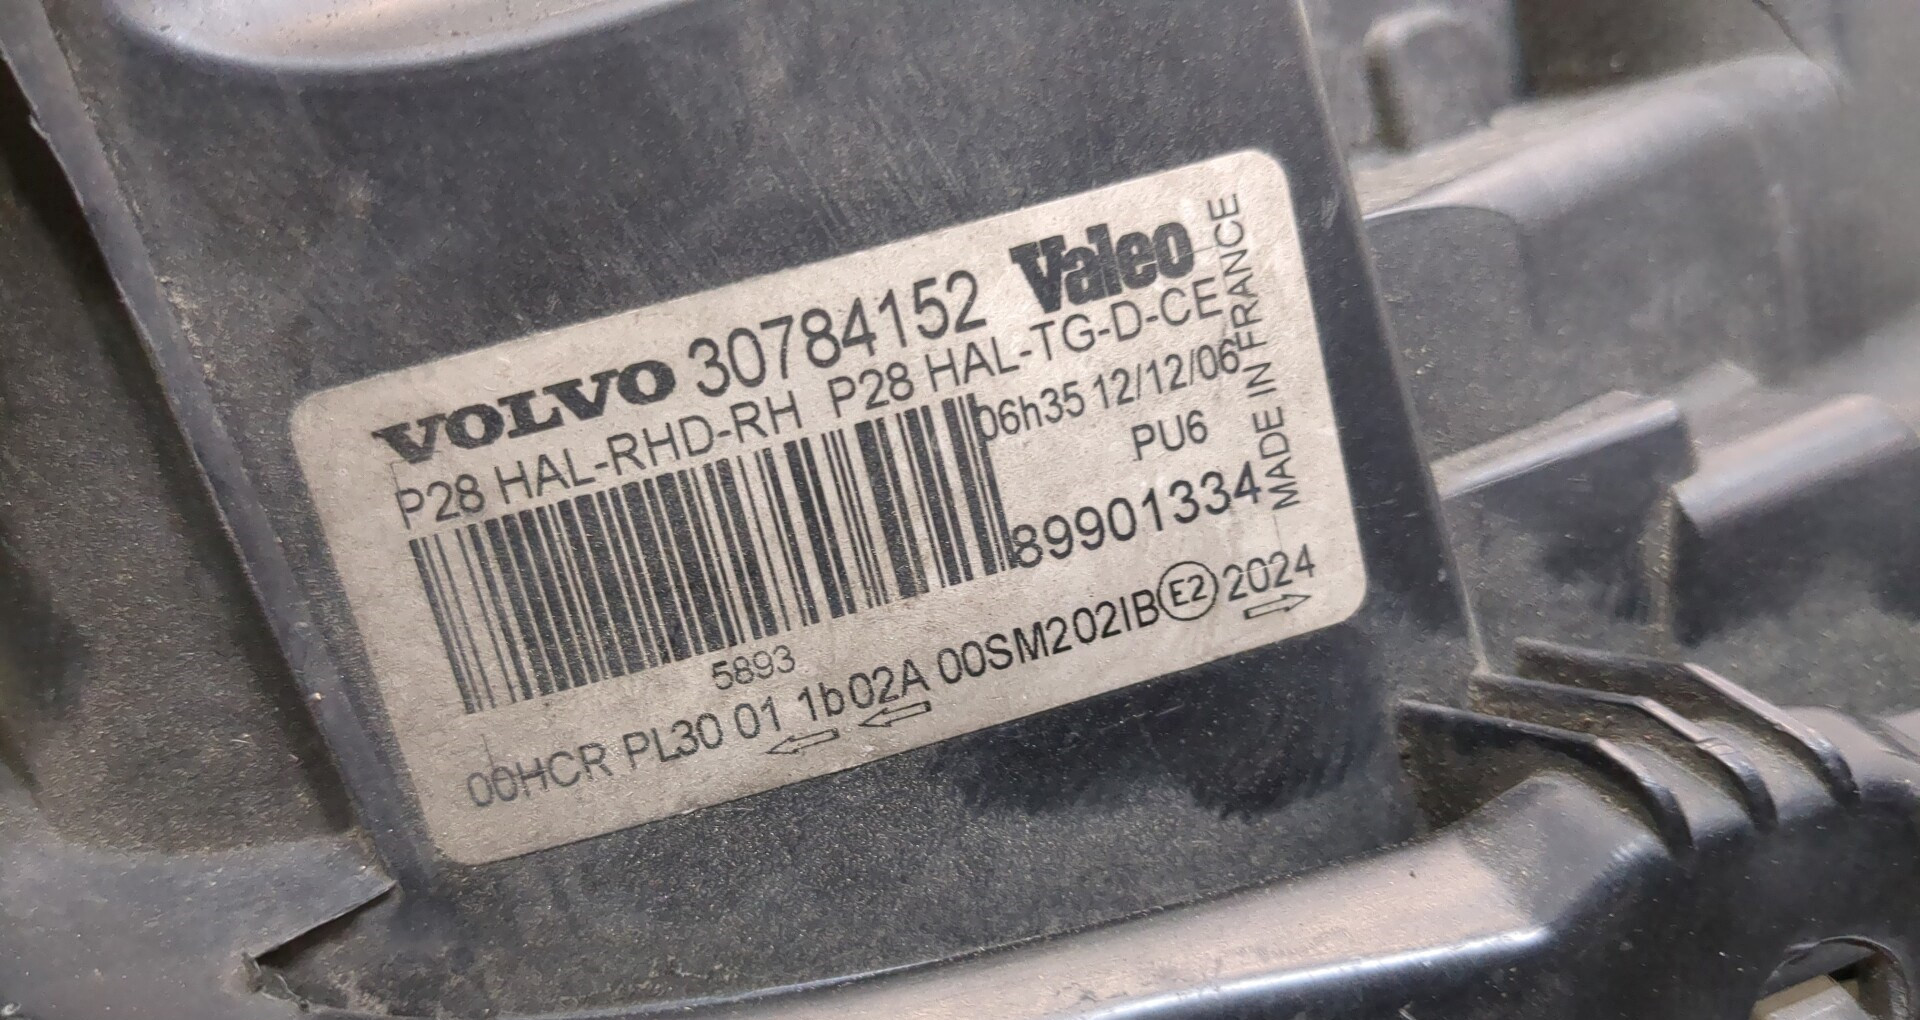 VOLVO 30784152 Valeo
P28 HAL-RHD-RH P28 HAL-TG-D-CE
06h35 12/12/06
PU6
89901334
MADE IN FRANCE
5893
00HCR PL30 01 1b02A 00SM202IB E2 2024